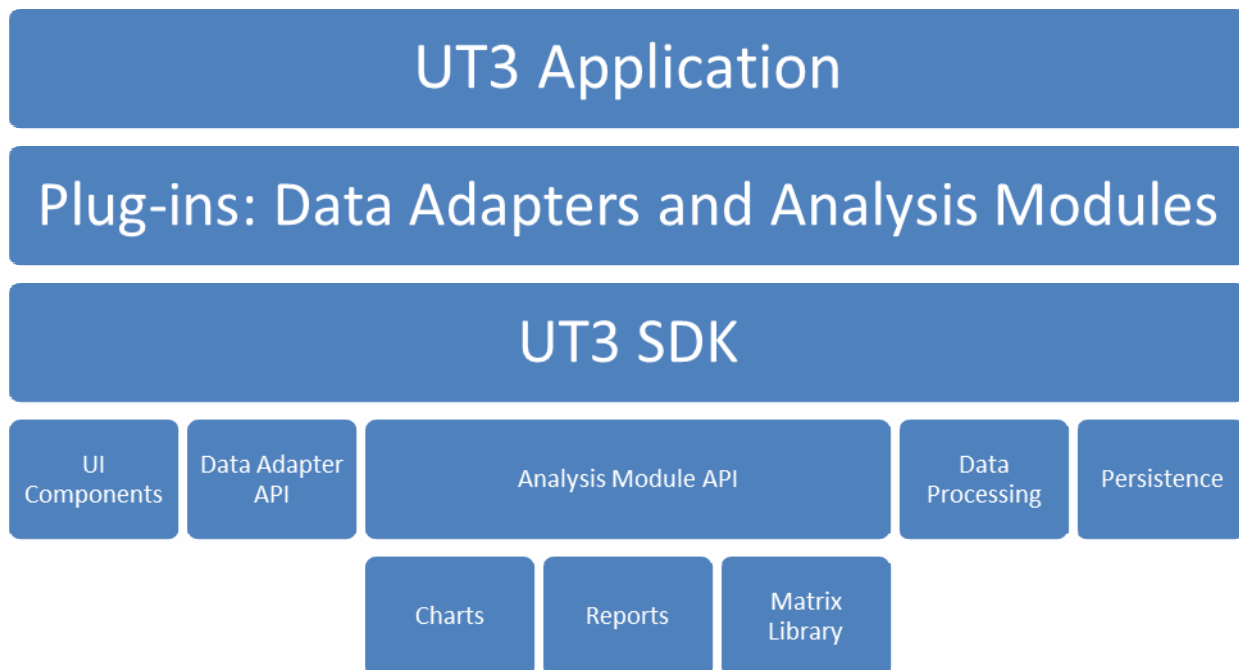 UT3 Application
Plug-ins: Data Adapters and Analysis Modules
UT3 SDK
UI
Components
Data Adapter
API
Analysis Module API
Data
Processing
Persistence
Charts
Reports
Matrix
Library